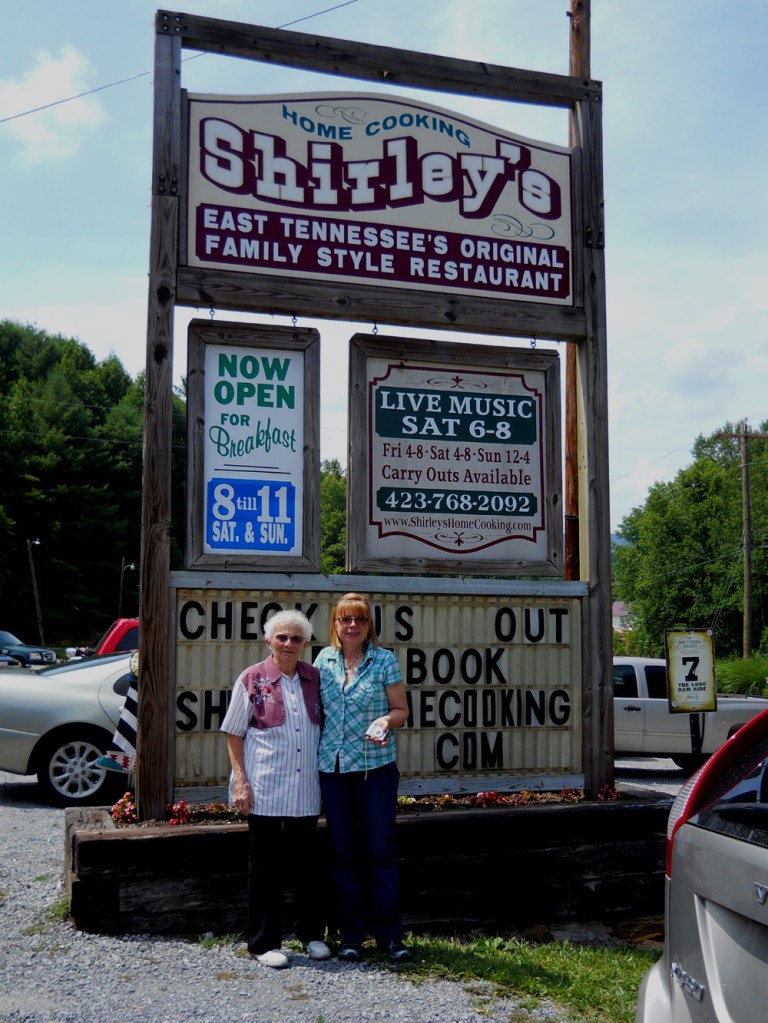 HOME COOKING
Shirley's
EAST TENNESSEE'S ORIGINAL
FAMILY STYLE RESTAURANT
NOW
OPEN
FOR
Breakfast
8 till 11
SAT. & SUN.
LIVE MUSIC
SAT 6-8
Fri 4-8 · Sat 4-8 · Sun 12-4
Carry Outs Available
423-768-2092
www.ShirleysHomeCooking.com
CHECK US OUT
BOOK
SH MECOOKING
COM
7
THE LONG
DAM RIDE